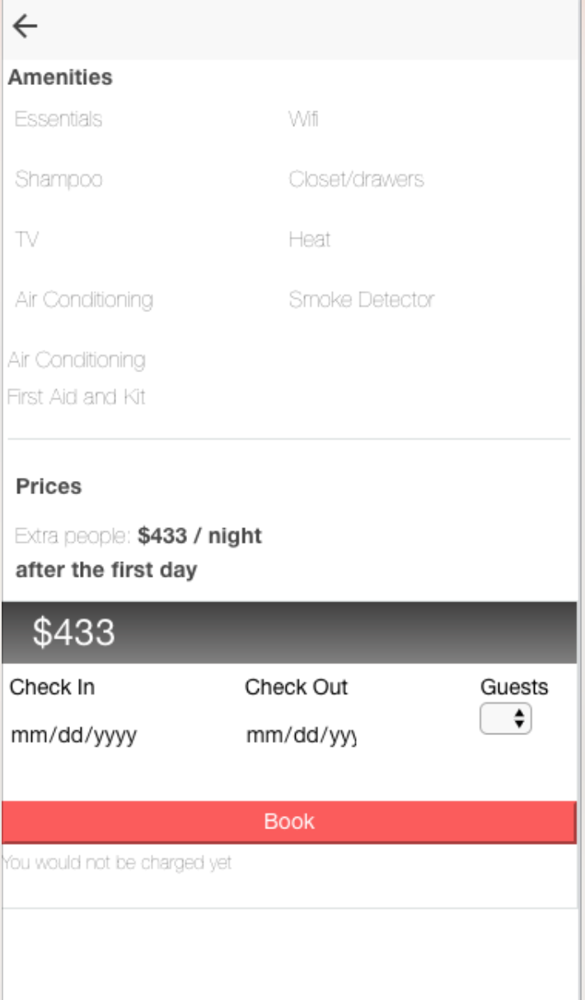 Amenities
Essentials Wifi
Shampoo Closet/drawers
TV Heat
Air Conditioning Smoke Detector
Air Conditioning
First Aid and Kit
Prices
Extra people: $433 / night
after the first day
$433
Check In Check Out Guests
mm/dd/yyyy mm/dd/yyy
Book
You would not be charged yet